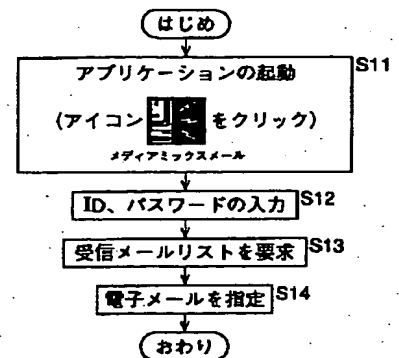 はじめ
アプリケーションの起動 S11
(アイコン をクリック)
メディアミックスメール
ID、パスワードの入力 S12
受信メールリストを要求 S13
電子メールを指定 S14
おわり